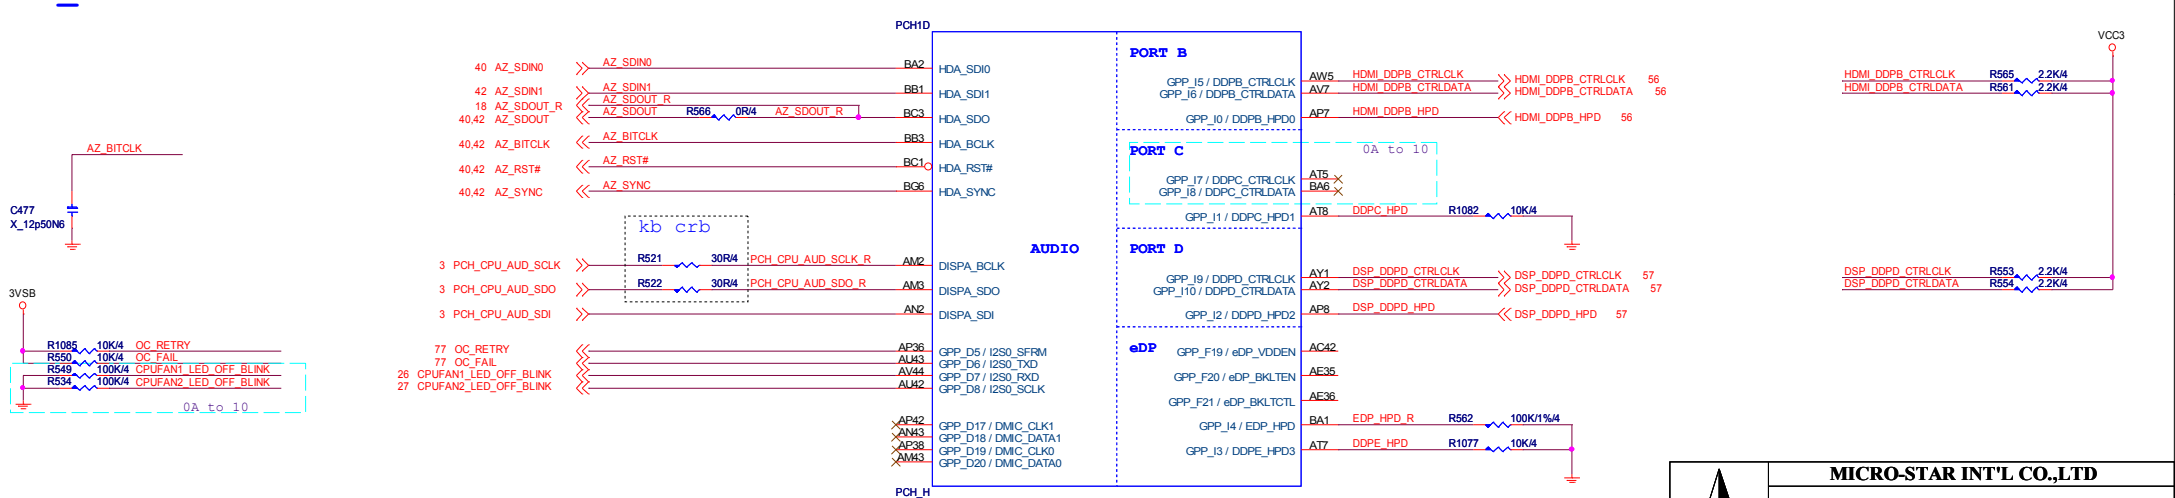 PCH1D
VCC3
40 AZ_SDIN0 AZ_SDIN0 BA2 HDA_SDI0
42 AZ_SDIN1 AZ_SDIN1 BB1 HDA_SDI1
18 AZ_SDOUT_R AZ_SDOUT_R
40,42 AZ_SDOUT AZ_SDOUT R566 0R/4 AZ_SDOUT_R BC3 HDA_SDO
40,42 AZ_BITCLK AZ_BITCLK BB3 HDA_BCLK
40,42 AZ_RST# AZ_RST# BC1 HDA_RST#
40,42 AZ_SYNC AZ_SYNC BG6 HDA_SYNC
AZ_BITCLK
C477
X_12p50N6
kb crb
3 PCH_CPU_AUD_SCLK R521 30R/4 PCH_CPU_AUD_SCLK_R AM2 DISPA_BCLK
3 PCH_CPU_AUD_SDO R522 30R/4 PCH_CPU_AUD_SDO_R AM3 DISPA_SDO
3 PCH_CPU_AUD_SDI AN2 DISPA_SDI
3VSB
R1085 10K/4 OC_RETRY
R550 10K/4 OC_FAIL
R549 100K/4 CPUFAN1_LED_OFF_BLINK
R534 100K/4 CPUFAN2_LED_OFF_BLINK
0A to 10
77 OC_RETRY AP36 GPP_D5 / I2S0_SFRM
77 OC_FAIL AU43 GPP_D6 / I2S0_TXD
26 CPUFAN1_LED_OFF_BLINK AV44 GPP_D7 / I2S0_RXD
27 CPUFAN2_LED_OFF_BLINK AU42 GPP_D8 / I2S0_SCLK
AP42 GPP_D17 / DMIC_CLK1
AN43 GPP_D18 / DMIC_DATA1
AP38 GPP_D19 / DMIC_CLK0
AM43 GPP_D20 / DMIC_DATA0
PCH_H
AUDIO
PORT B
GPP_I5 / DDPB_CTRLCLK AW5 HDMI_DDPB_CTRLCLK HDMI_DDPB_CTRLCLK 56
GPP_I6 / DDPB_CTRLDATA AV7 HDMI_DDPB_CTRLDATA HDMI_DDPB_CTRLDATA 56
GPP_I0 / DDPB_HPD0 AP7 HDMI_DDPB_HPD HDMI_DDPB_HPD 56
PORT C
0A to 10
GPP_I7 / DDPC_CTRLCLK AT5
GPP_I8 / DDPC_CTRLDATA BA6
GPP_I1 / DDPC_HPD1 AT8 DDPC_HPD R1082 10K/4
PORT D
GPP_I9 / DDPD_CTRLCLK AY1 DSP_DDPD_CTRLCLK DSP_DDPD_CTRLCLK 57
GPP_I10 / DDPD_CTRLDATA AY2 DSP_DDPD_CTRLDATA DSP_DDPD_CTRLDATA 57
GPP_I2 / DDPD_HPD2 AP8 DSP_DDPD_HPD DSP_DDPD_HPD 57
eDP
GPP_F19 / eDP_VDDEN AC42
GPP_F20 / eDP_BKLTEN AE35
GPP_F21 / eDP_BKLTCTL AE36
GPP_I4 / EDP_HPD BA1 EDP_HPD_R R562 100K/1%/4
GPP_I3 / DDPE_HPD3 AT7 DDPE_HPD R1077 10K/4
HDMI_DDPB_CTRLCLK R565 2.2K/4
HDMI_DDPB_CTRLDATA R561 2.2K/4
DSP_DDPD_CTRLCLK R553 2.2K/4
DSP_DDPD_CTRLDATA R554 2.2K/4
MICRO-STAR INT'L CO.,LTD